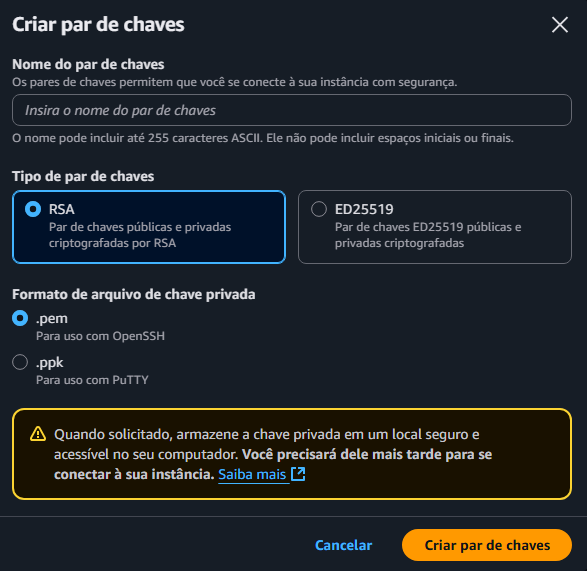 Criar par de chaves
Nome do par de chaves
Os pares de chaves permitem que você se conecte à sua instância com segurança.
Insira o nome do par de chaves
O nome pode incluir até 255 caracteres ASCII. Ele não pode incluir espaços iniciais ou finais.
Tipo de par de chaves
RSA
Par de chaves públicas e privadas
criptografadas por RSA
ED25519
Par de chaves ED25519 públicas e
privadas criptografadas
Formato de arquivo de chave privada
.pem
Para uso com OpenSSH
.ppk
Para uso com PuTTY
Quando solicitado, armazene a chave privada em um local seguro e
acessível no seu computador. Você precisará dele mais tarde para se
conectar à sua instância. Saiba mais
Cancelar
Criar par de chaves